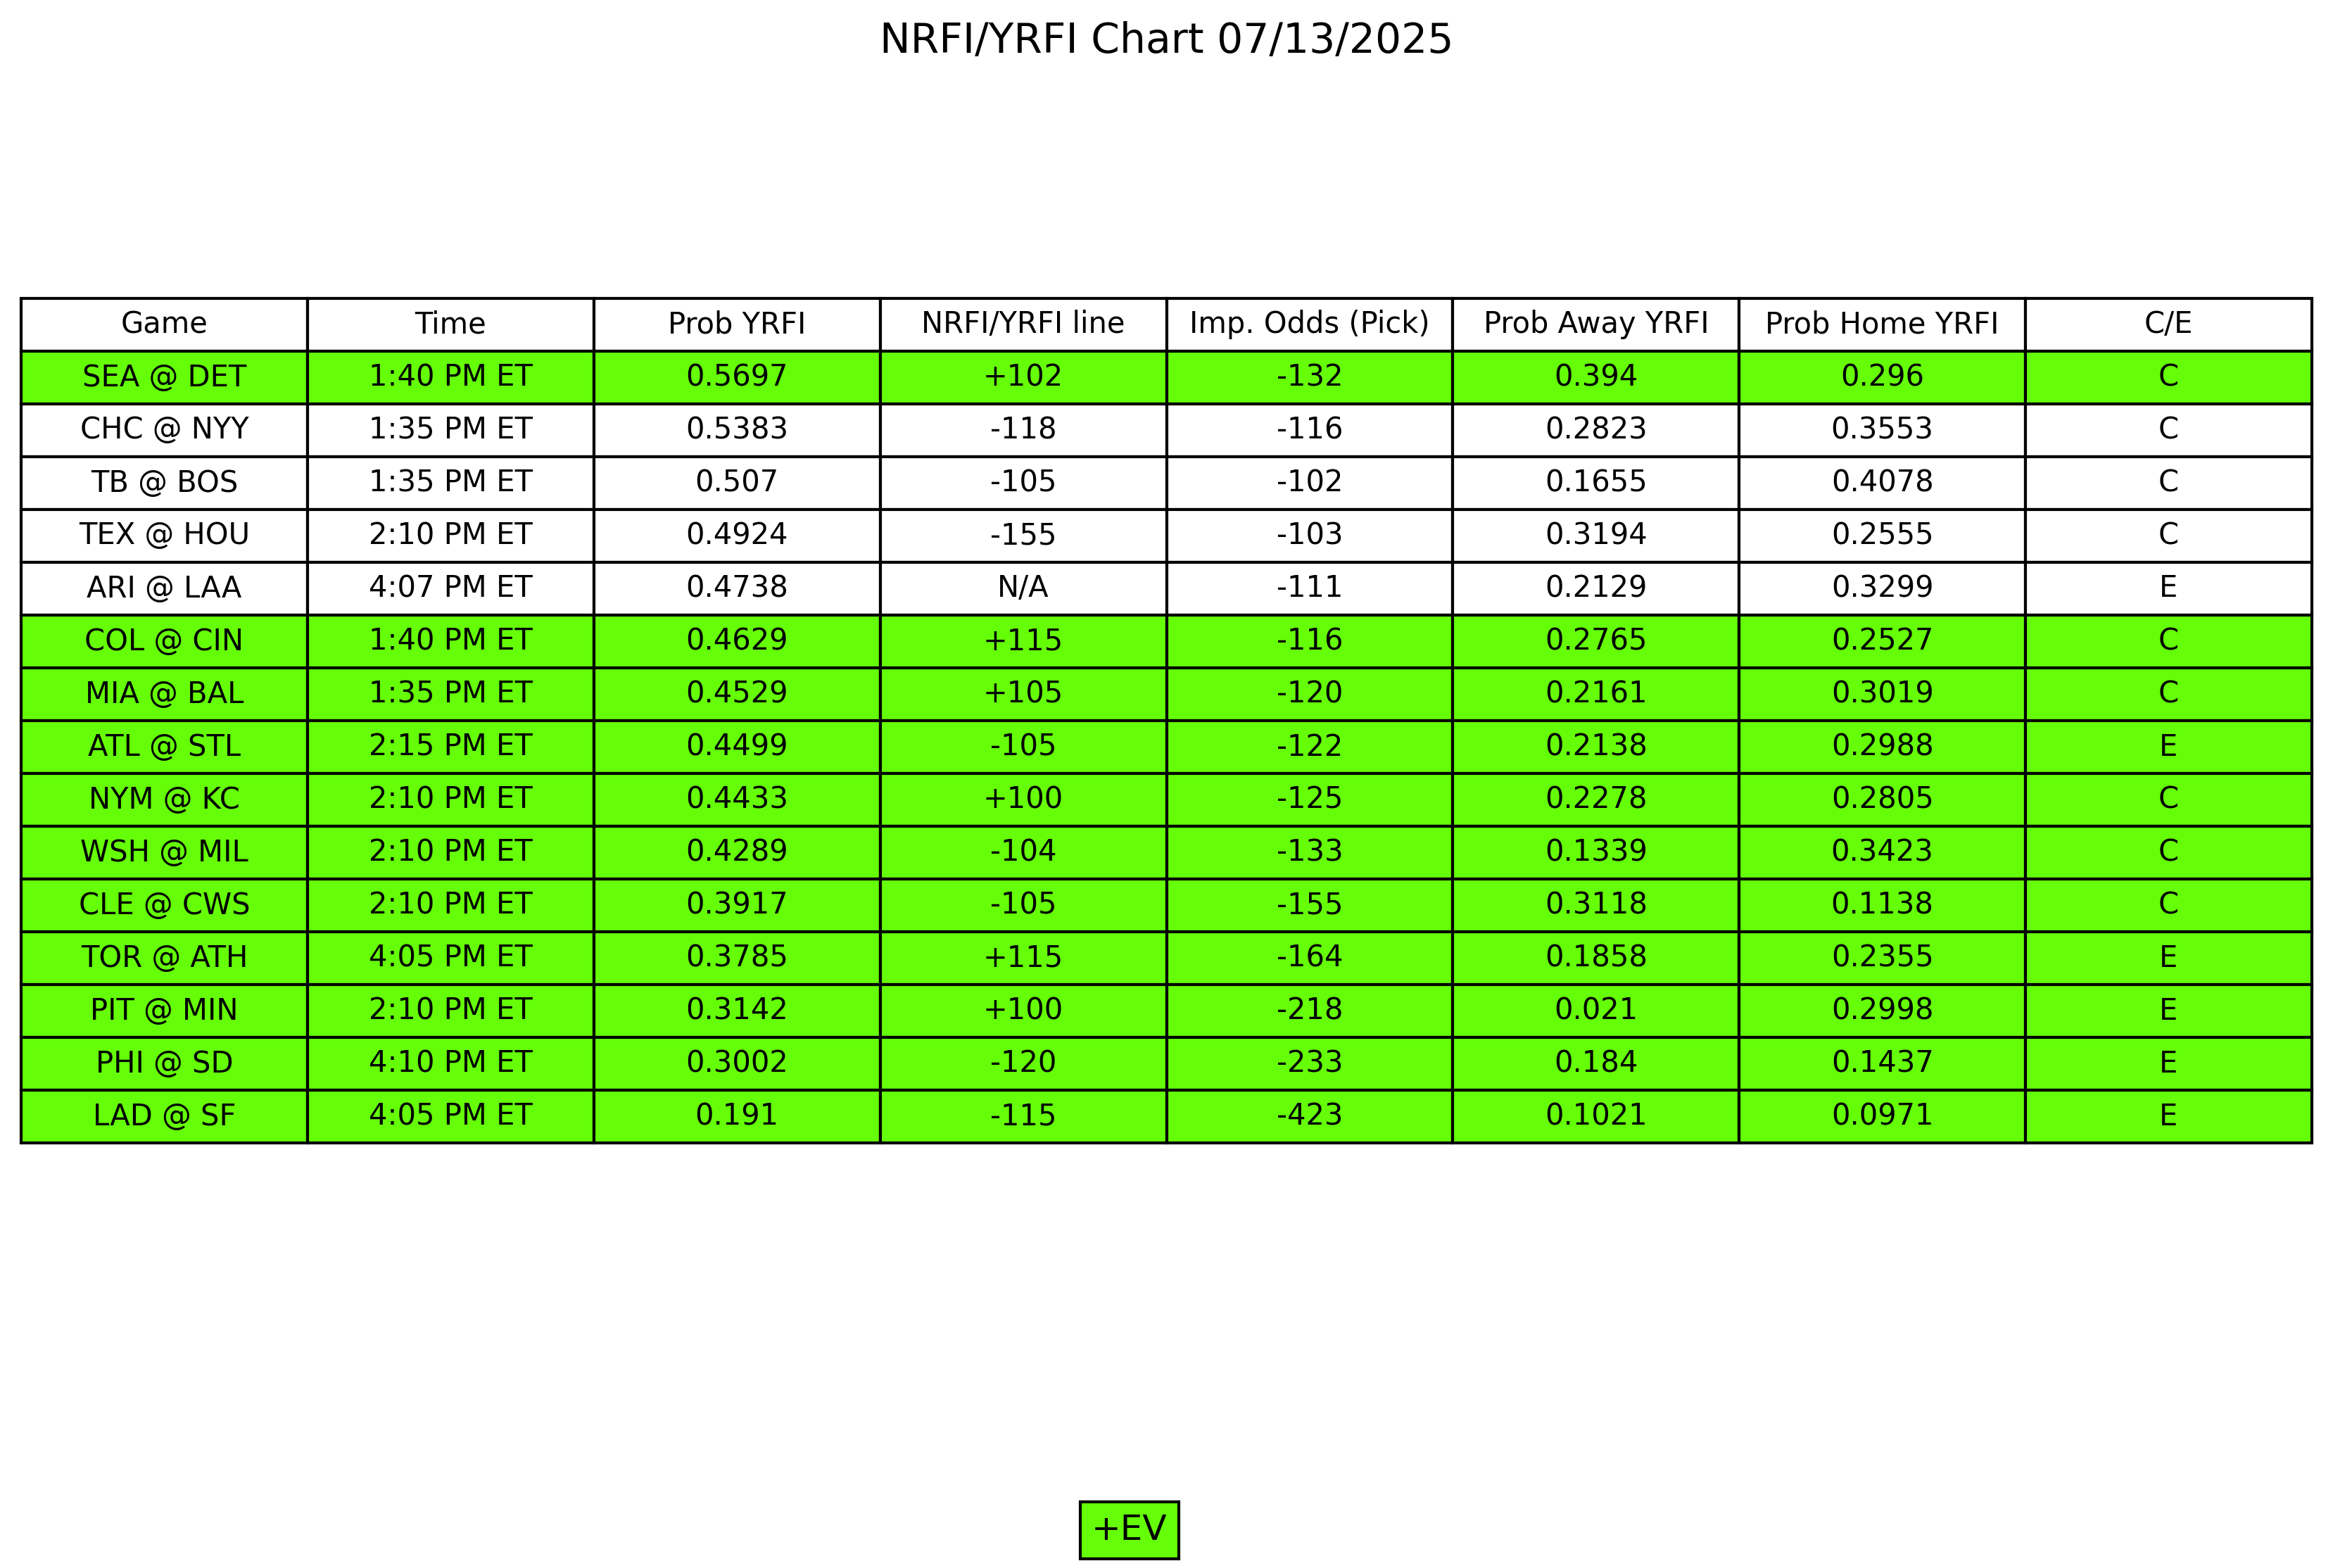 NRFI/YRFI Chart 07/13/2025
Game Time Prob YRFI NRFI/YRFI line Imp. Odds (Pick) Prob Away YRFI Prob Home YRFI C/E
SEA @ DET 1:40 PM ET 0.5697 +102 -132 0.394 0.296 C
CHC @ NYY 1:35 PM ET 0.5383 -118 -116 0.2823 0.3553 C
TB @ BOS 1:35 PM ET 0.507 -105 -102 0.1655 0.4078 C
TEX @ HOU 2:10 PM ET 0.4924 -155 -103 0.3194 0.2555 C
ARI @ LAA 4:07 PM ET 0.4738 N/A -111 0.2129 0.3299 E
COL @ CIN 1:40 PM ET 0.4629 +115 -116 0.2765 0.2527 C
MIA @ BAL 1:35 PM ET 0.4529 +105 -120 0.2161 0.3019 C
ATL @ STL 2:15 PM ET 0.4499 -105 -122 0.2138 0.2988 E
NYM @ KC 2:10 PM ET 0.4433 +100 -125 0.2278 0.2805 C
WSH @ MIL 2:10 PM ET 0.4289 -104 -133 0.1339 0.3423 C
CLE @ CWS 2:10 PM ET 0.3917 -105 -155 0.3118 0.1138 C
TOR @ ATH 4:05 PM ET 0.3785 +115 -164 0.1858 0.2355 E
PIT @ MIN 2:10 PM ET 0.3142 +100 -218 0.021 0.2998 E
PHI @ SD 4:10 PM ET 0.3002 -120 -233 0.184 0.1437 E
LAD @ SF 4:05 PM ET 0.191 -115 -423 0.1021 0.0971 E
+EV